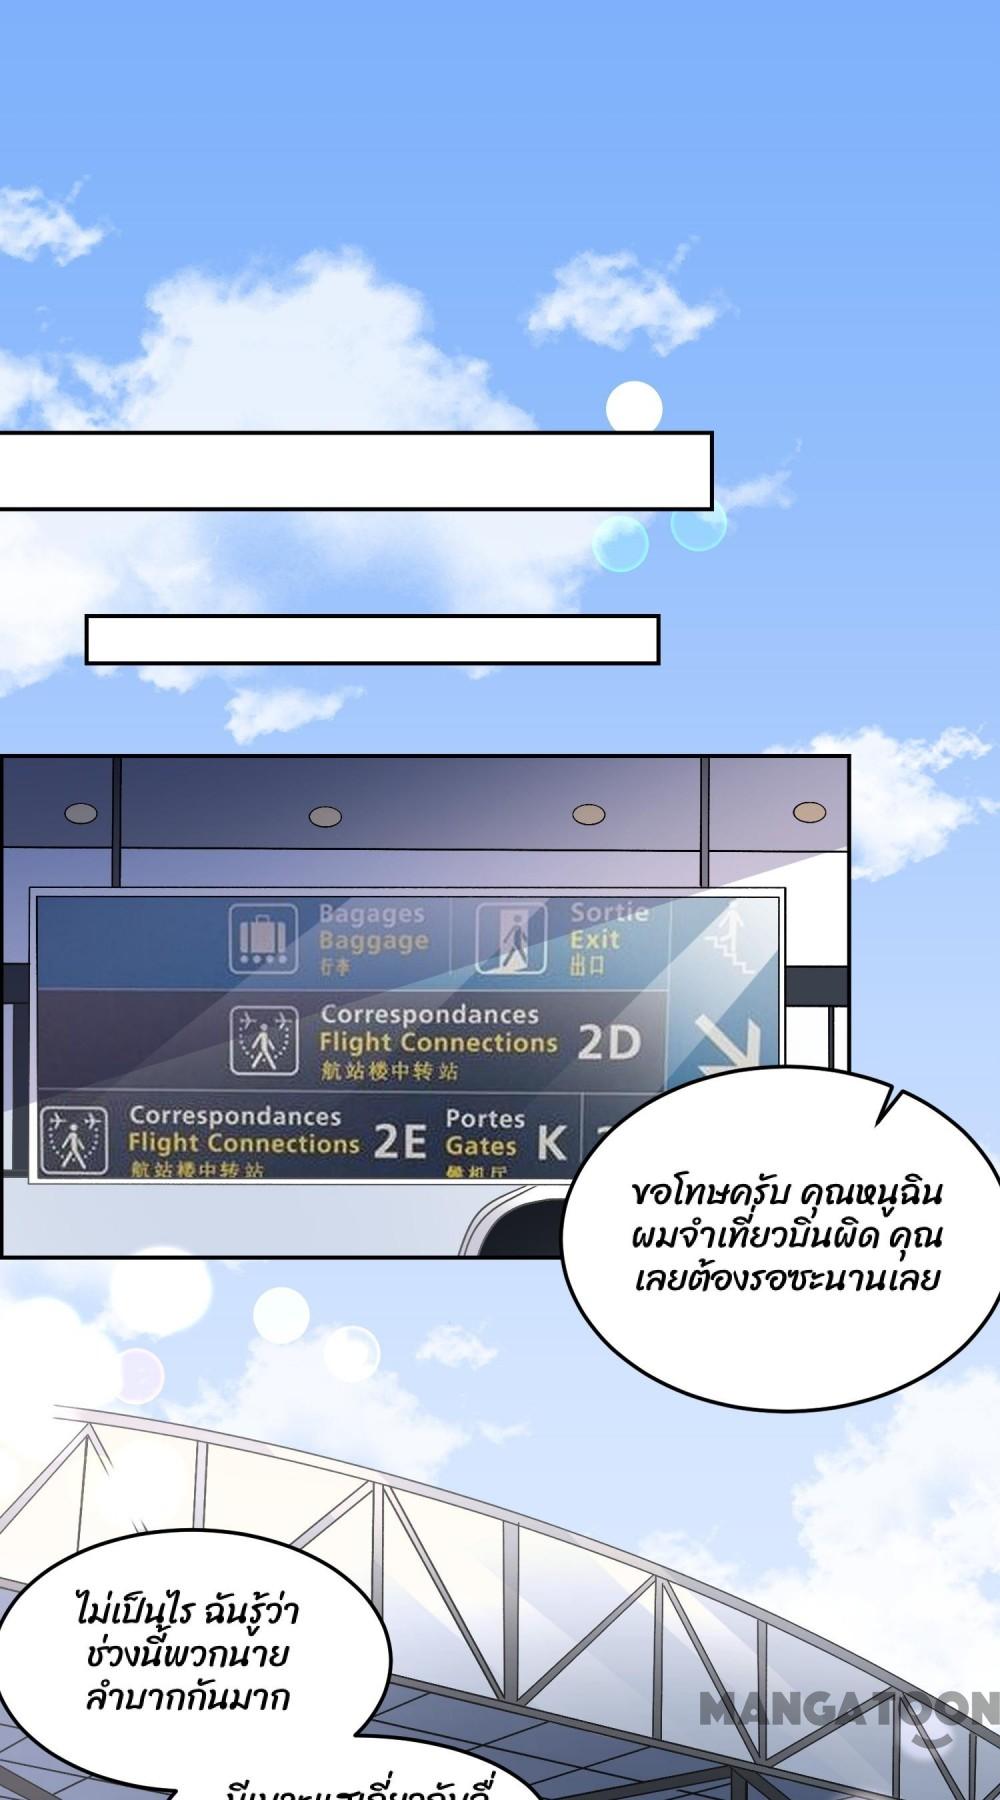 Bagages
Baggage
行李
Sortie
Exit
出口
Correspondances
Flight Connections
航站楼中转站
2D
Correspondances
Flight Connections
航站楼中转站
2E
Portes
Gates
K
ขอโทษครับ คุณหนูฉิน
ผมจำเที่ยวบินผิด คุณ
เลยต้องรอซะนานเลย
ไม่เป็นไร ฉันรู้ว่า
ช่วงนี้พวกนาย
ลำบากกันมาก
MANGATOON